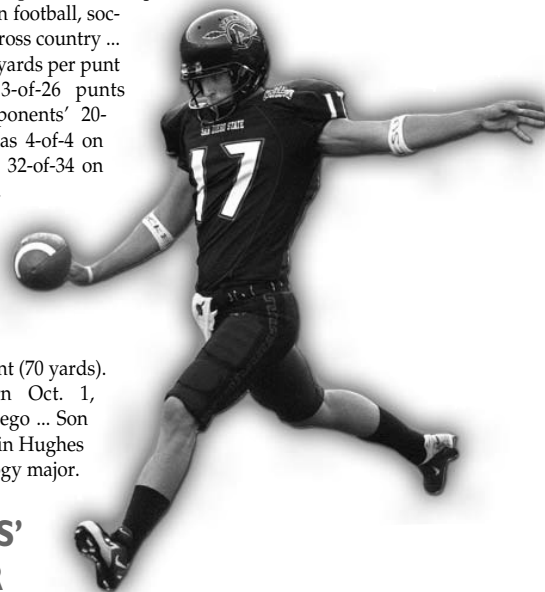 n football, soc-
ross country ...
yards per punt
3-of-26 punts
ponents' 20-
as 4-of-4 on
32-of-34 on
SAN DIEGO STATE
17
nt (70 yards).
n Oct. 1,
ego ... Son
in Hughes
gy major.
S'
R